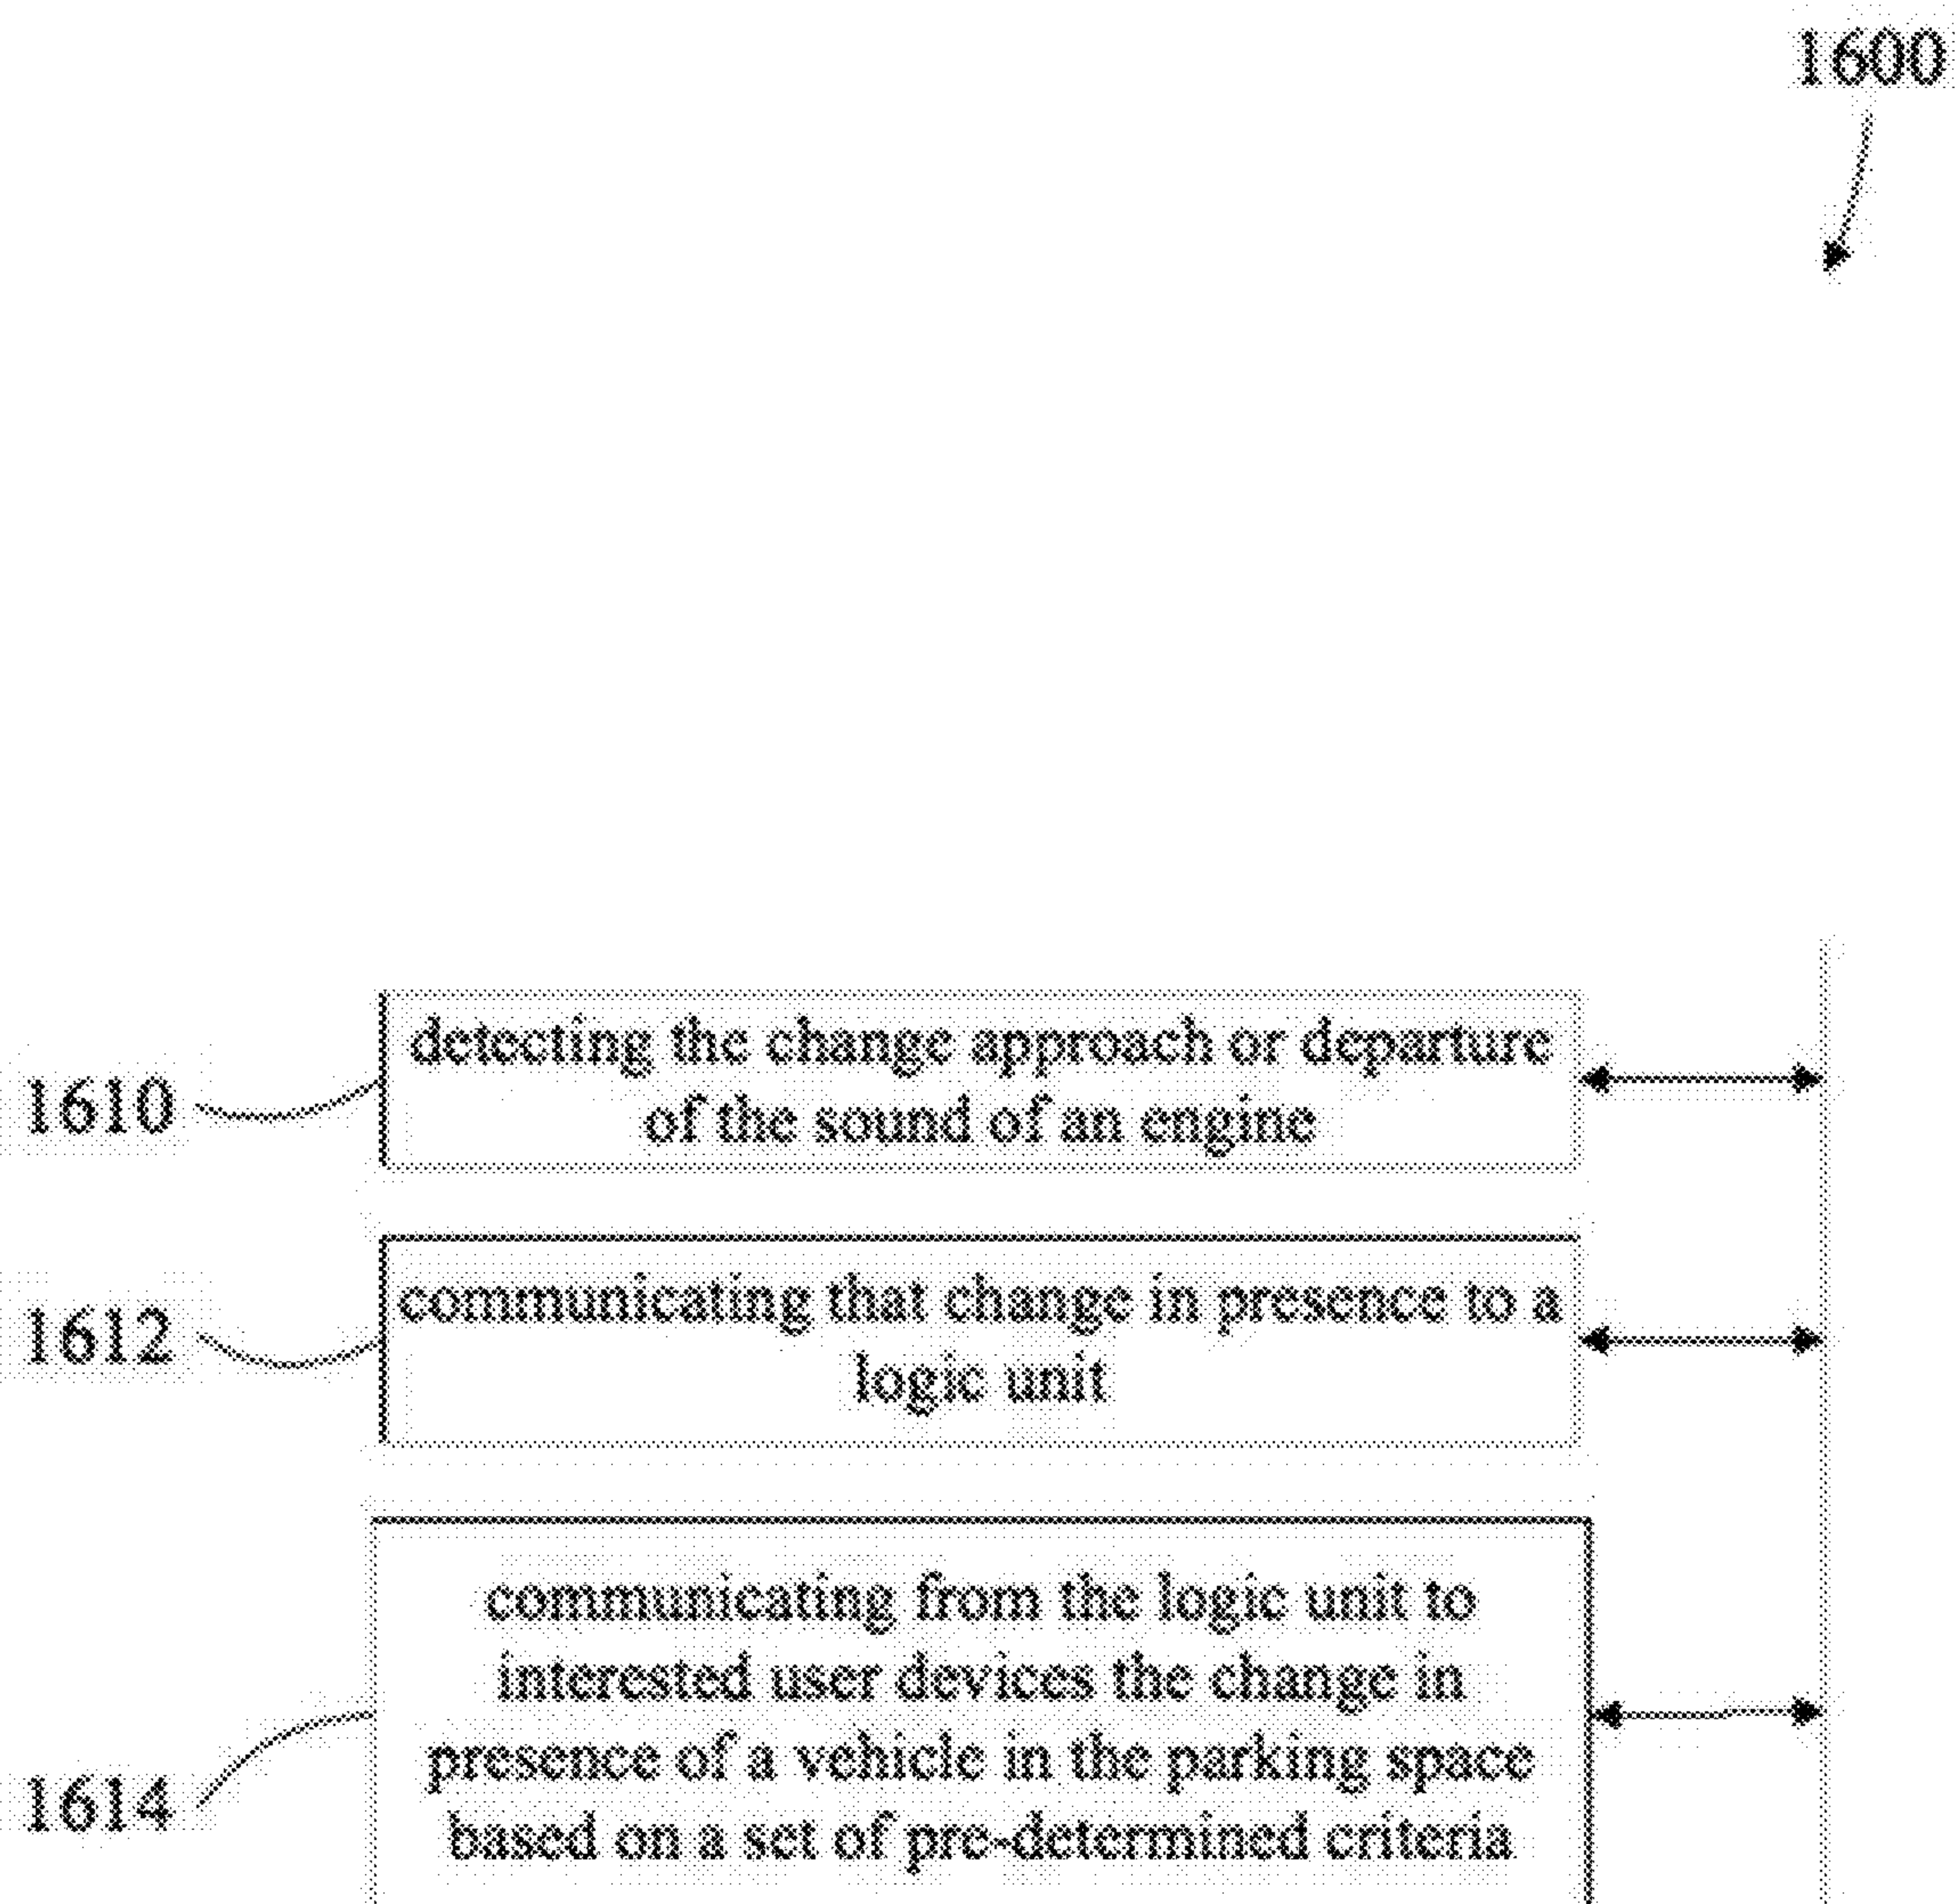 1600
detecting the change approach or departure
of the sound of an engine
1610
communicating that change in presence to a
logic unit
1612
communicating from the logic unit to
interested user devices the change in
presence of a vehicle in the parking space
based on a set of pre-determined criteria
1614